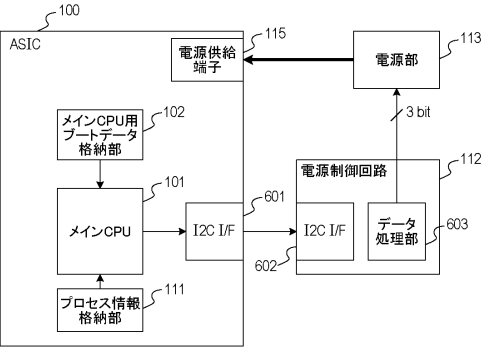 100
ASIC
115
電源供給
端子
113
電源部
メインCPU用
ブートデータ
格納部
102
3 bit
電源制御回路
112
101
メインCPU
601
I2C I/F
I2C I/F
602
データ
処理部
603
プロセス情報
格納部
111